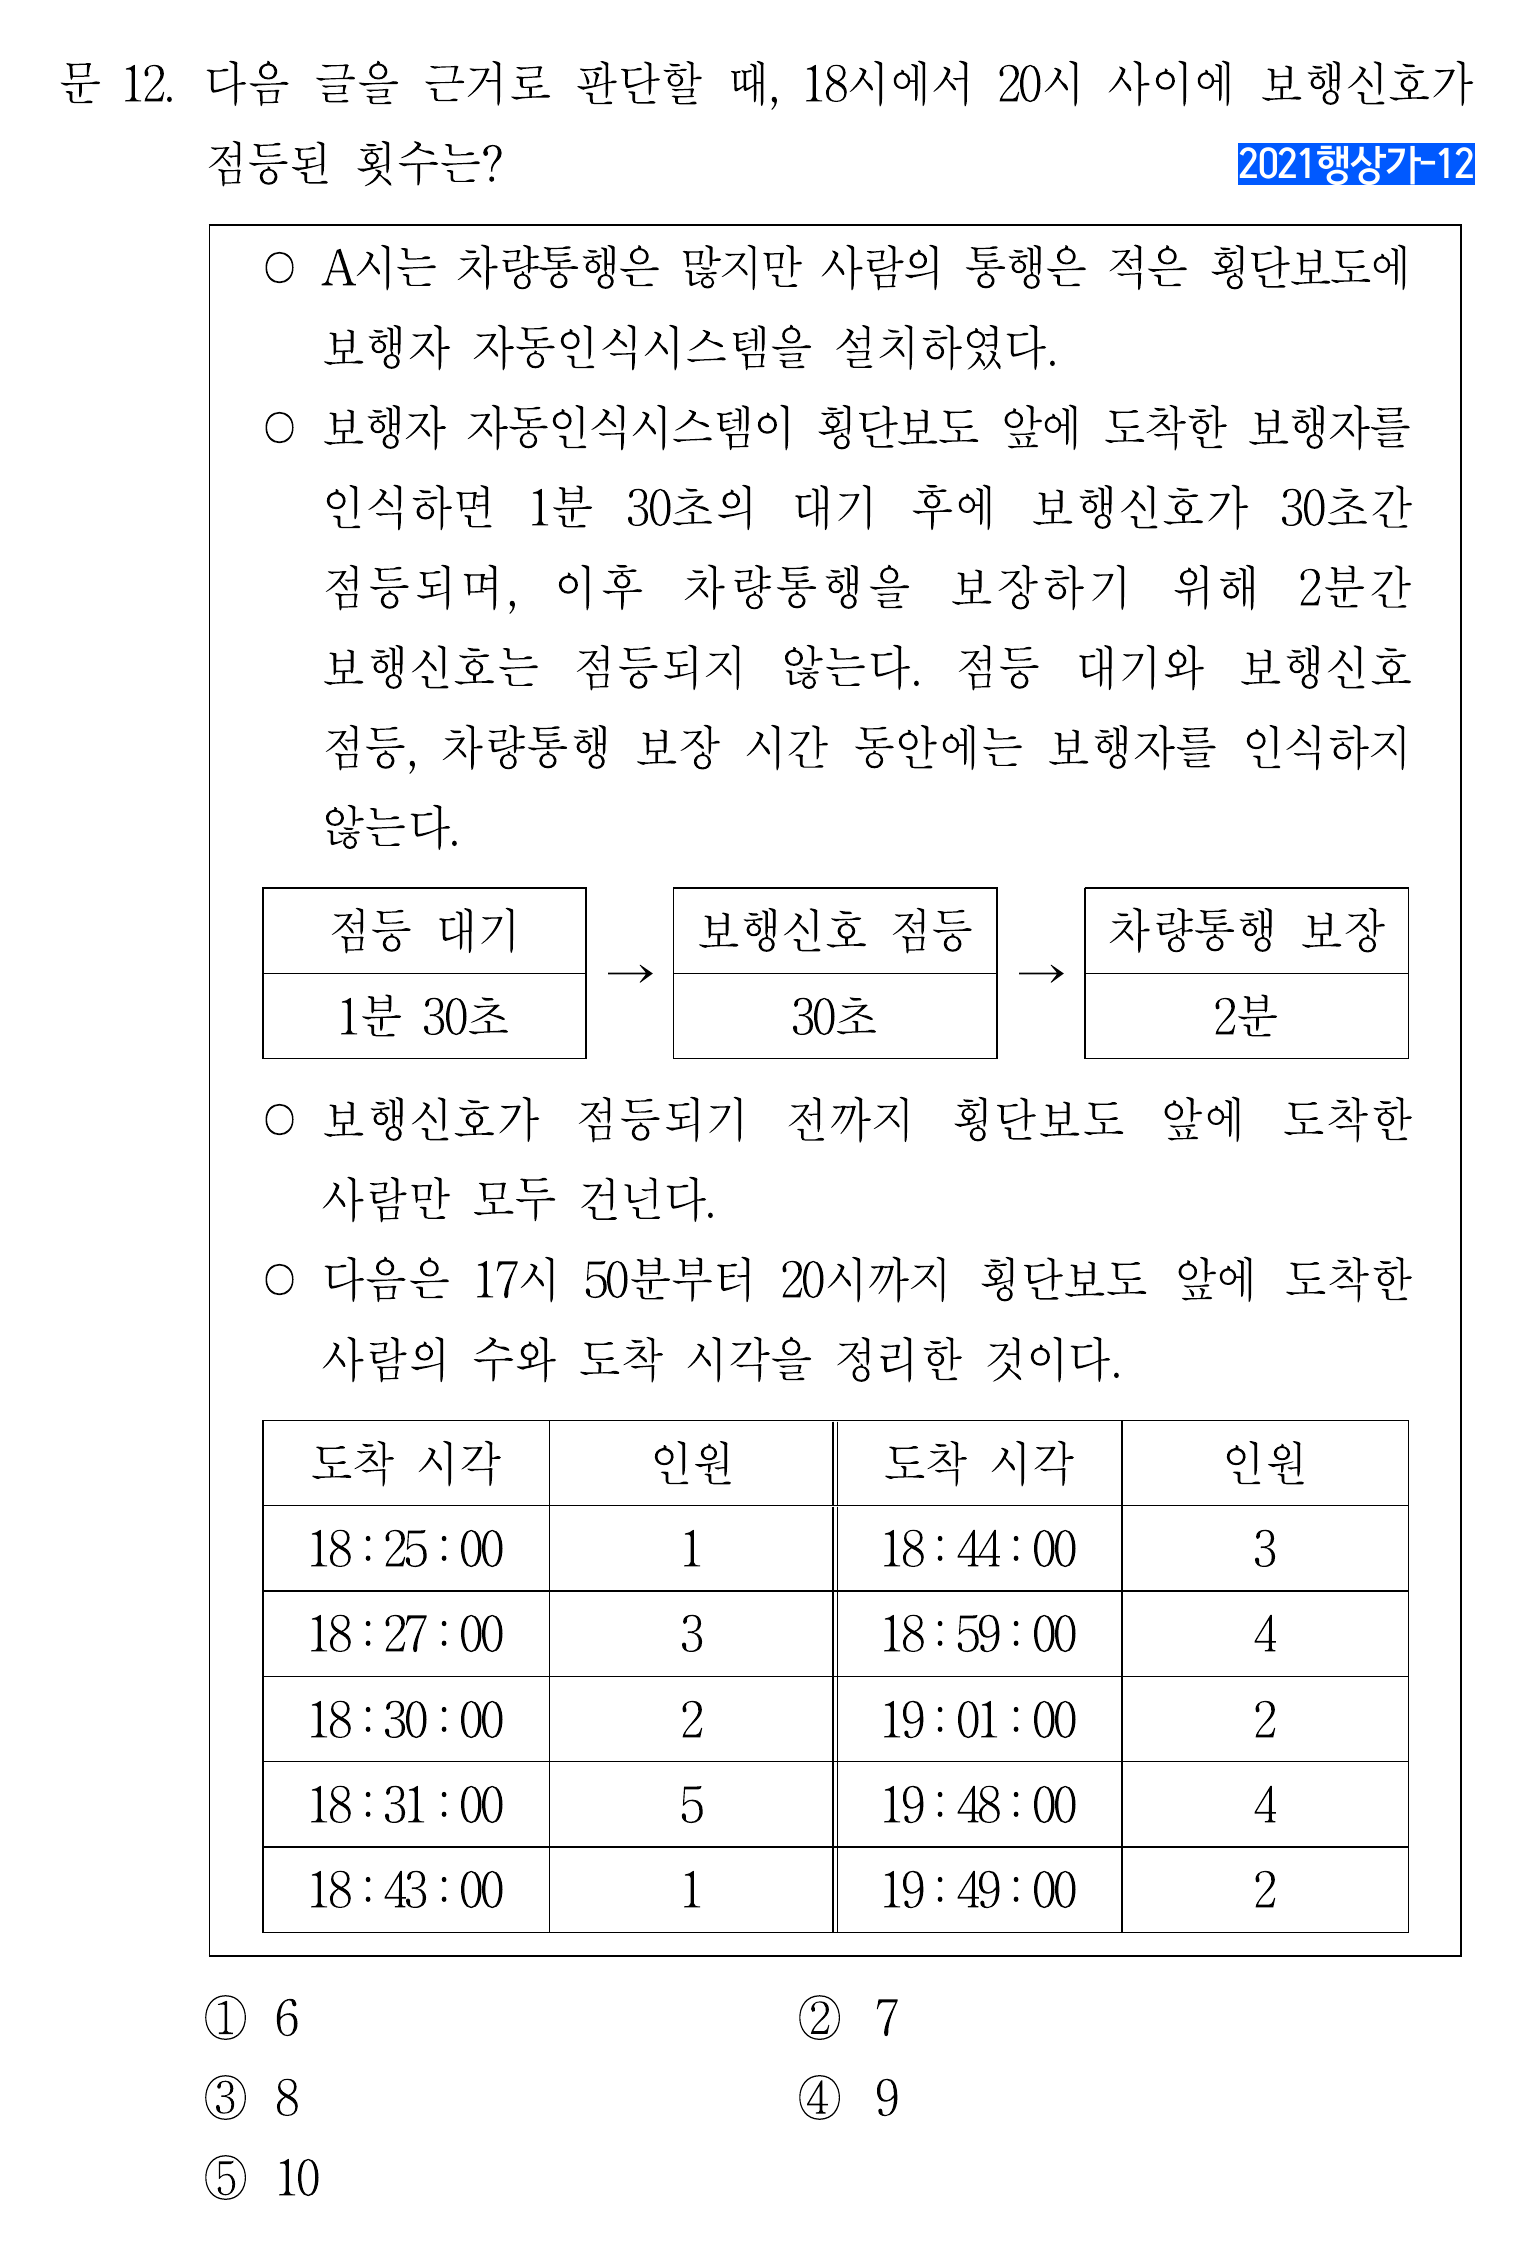 문 12. 다음 글을 근거로 판단할 때, 18시에서 20시 사이에 보행신호가
점등된 횟수는?
2021행상가-12
○ A시는 차량통행은 많지만 사람의 통행은 적은 횡단보도에
보행자 자동인식시스템을 설치하였다.
○ 보행자 자동인식시스템이 횡단보도 앞에 도착한 보행자를
인식하면 1분 30초의 대기 후에 보행신호가 30초간
점등되며, 이후 차량통행을 보장하기 위해 2분간
보행신호는 점등되지 않는다. 점등 대기와 보행신호
점등, 차량통행 보장 시간 동안에는 보행자를 인식하지
않는다.
점등 대기 → 보행신호 점등 → 차량통행 보장
1분 30초 30초 2분
○ 보행신호가 점등되기 전까지 횡단보도 앞에 도착한
사람만 모두 건넌다.
○ 다음은 17시 50분부터 20시까지 횡단보도 앞에 도착한
사람의 수와 도착 시각을 정리한 것이다.
도착 시각 인원 도착 시각 인원
18:25:00 1 18:44:00 3
18:27:00 3 18:59:00 4
18:30:00 2 19:01:00 2
18:31:00 5 19:48:00 4
18:43:00 1 19:49:00 2
① 6 ② 7
③ 8 ④ 9
⑤ 10